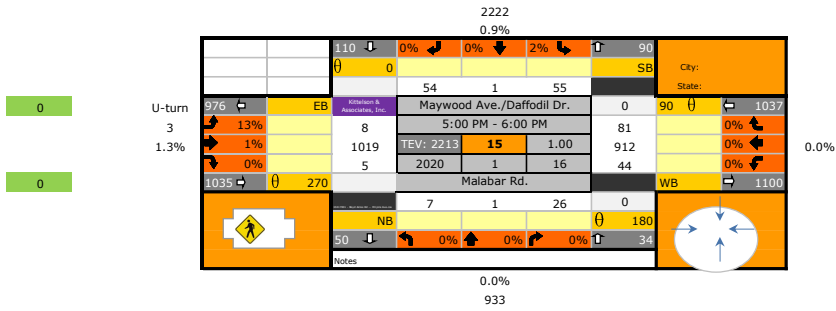 2222
0.9%
110 0% 0% 2% 90
θ 0 SB City:
State:
54 1 55
0 U-turn 976 EB Kittelson & Associates, Inc. Maywood Ave./Daffodil Dr. 0 90 θ 1037
3 13% 8 5:00 PM - 6:00 PM 81 0%
1.3% 1% 1019 TEV: 2213 15 1.00 912 0% 0.0%
0% 5 2020 1 16 44 0%
0 1035 θ 270 Malabar Rd. WB 1100
7 1 26 0
NB θ 180
50 0% 0% 0% 34
Notes
0.0%
933